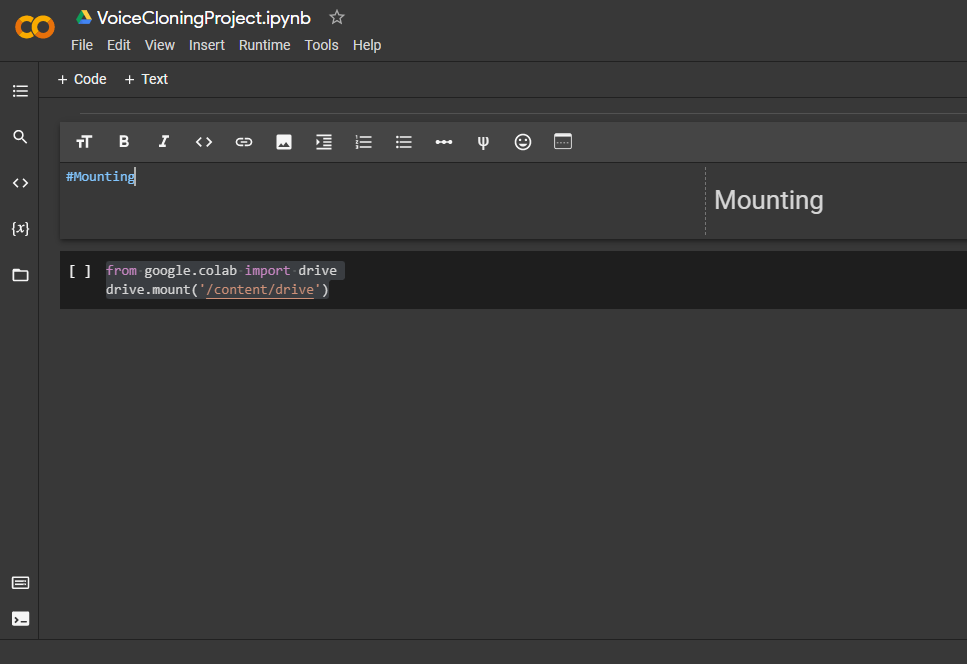 VoiceCloningProject.ipynb
File Edit View Insert Runtime Tools Help
+ Code + Text
#Mounting
Mounting
[ ] from google.colab import drive
drive.mount('/content/drive')